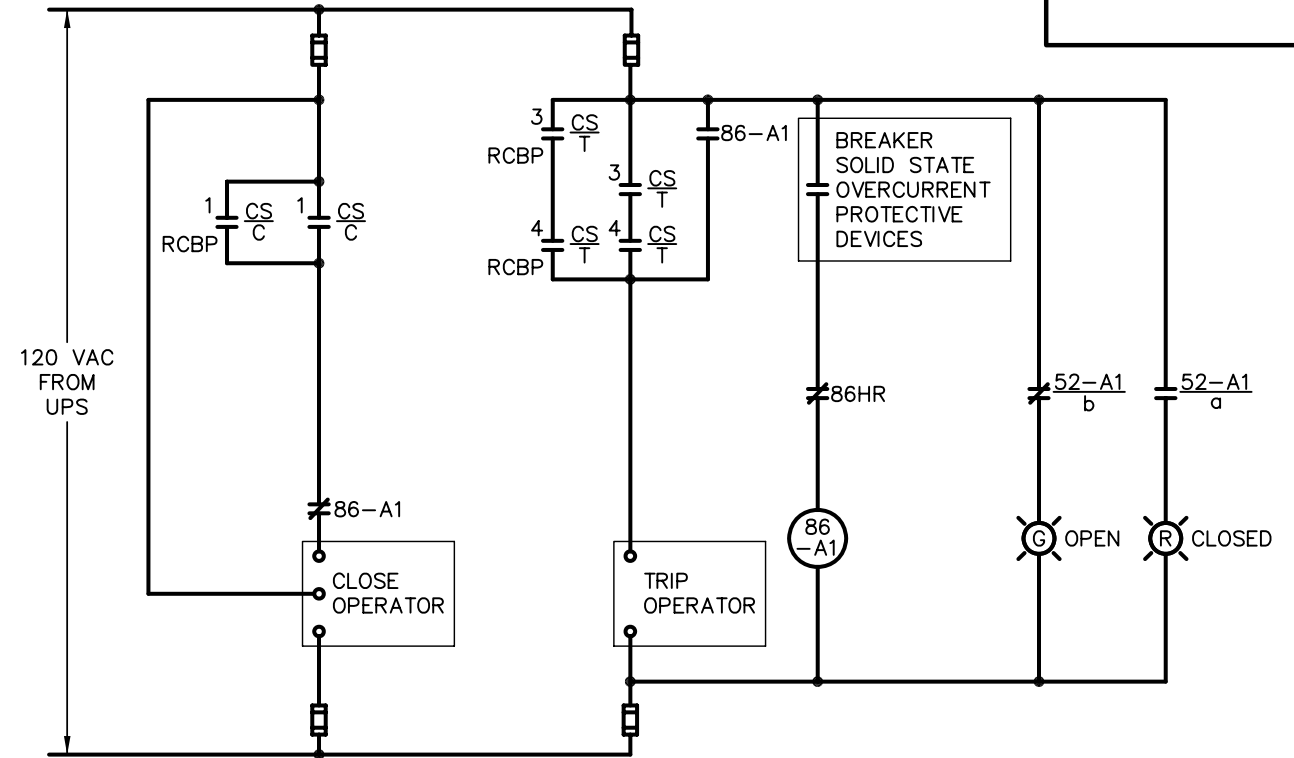 3
CS
T
RCBP
86-A1
3
CS
T
4
CS
T
RCBP
4
CS
T
BREAKER
SOLID STATE
OVERCURRENT
PROTECTIVE
DEVICES
1
CS
C
RCBP
1
CS
C
120 VAC
FROM
UPS
86HR
52-A1
b
52-A1
a
86-A1
CLOSE
OPERATOR
TRIP
OPERATOR
86
-A1
G
OPEN
R
CLOSED